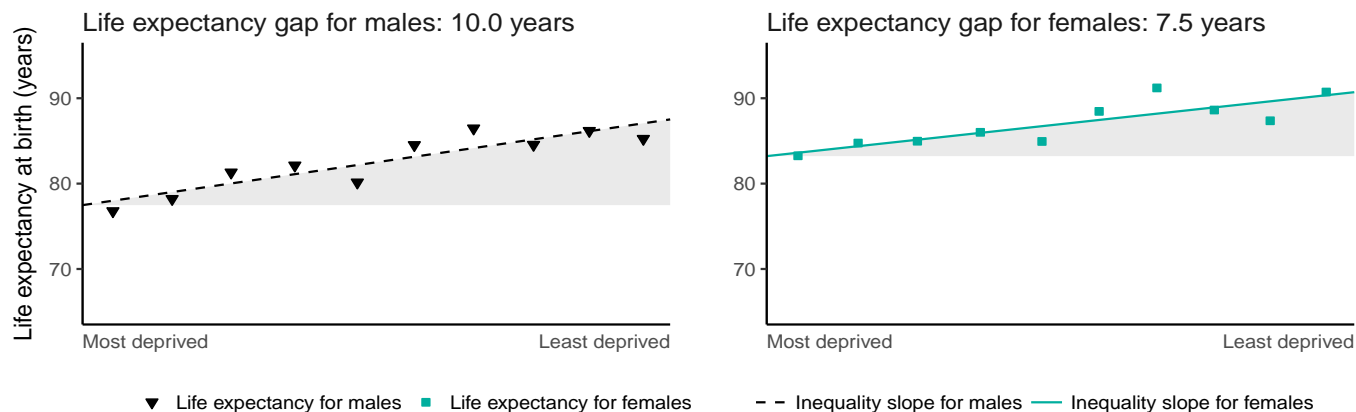 Life expectancy gap for males: 10.0 years
Life expectancy at birth (years)
90
80
70
Most deprived Least deprived
Life expectancy gap for females: 7.5 years
90
80
70
Most deprived Least deprived
Life expectancy for males Life expectancy for females Inequality slope for males Inequality slope for females